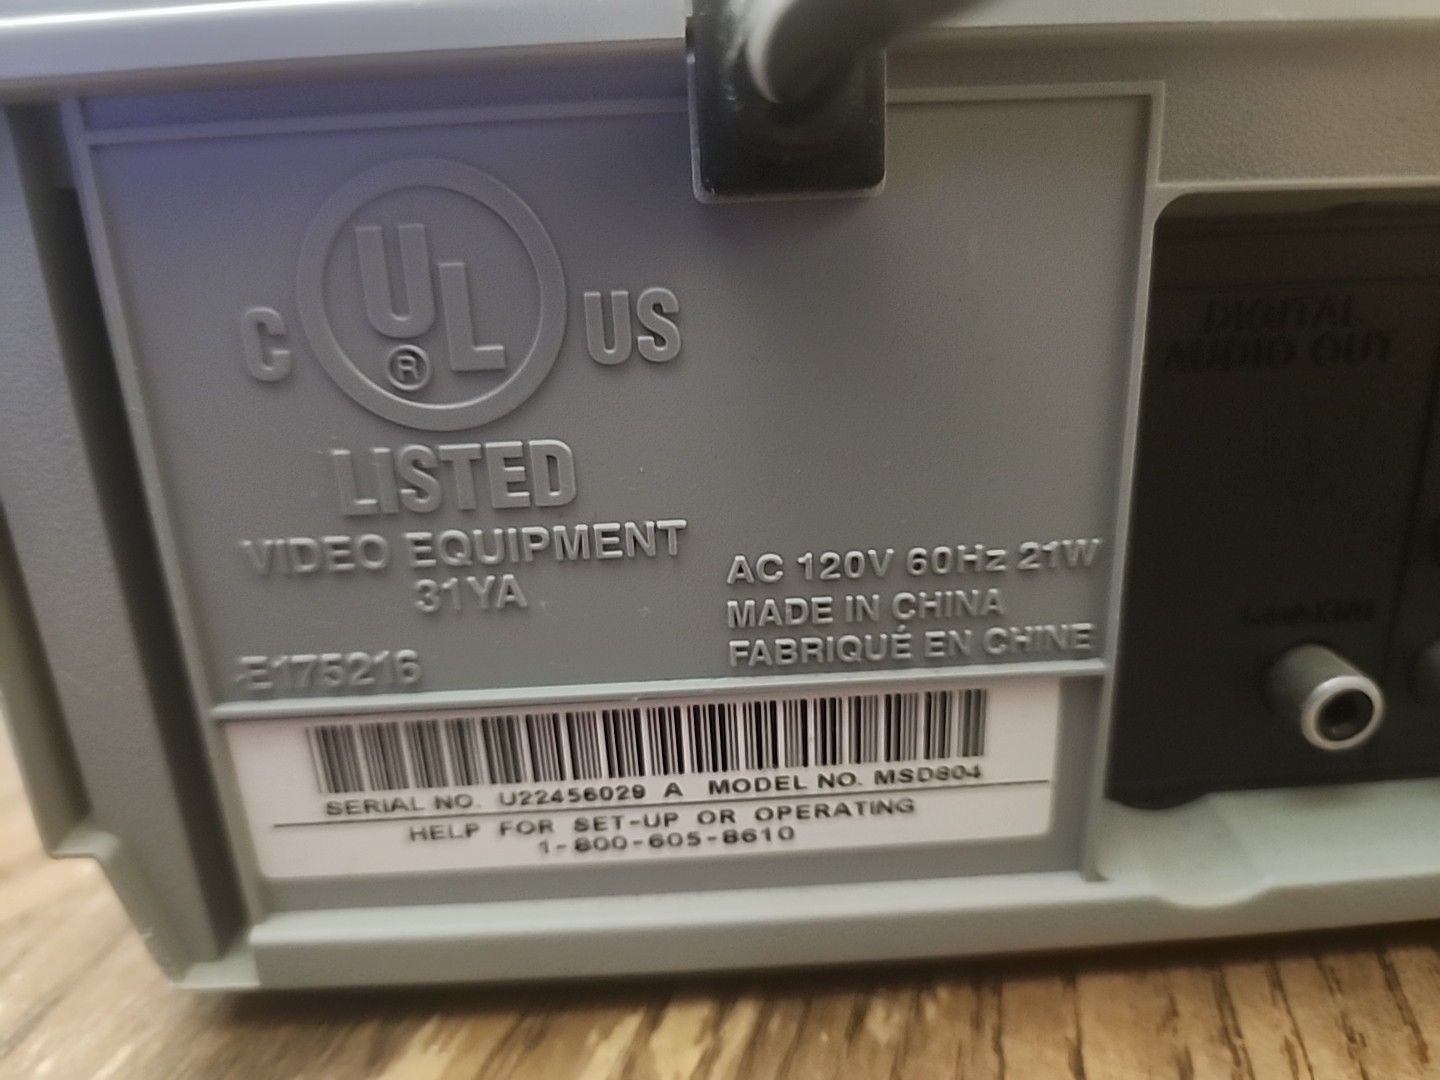 C UL® US
LISTED
VIDEO EQUIPMENT
31YA
E175216
AC 120V 60Hz 21W
MADE IN CHINA
FABRIQUÉ EN CHINE
SERIAL NO. U22456029 A MODEL NO. MSD804
HELP FOR SET-UP OR OPERATING
1-800-605-8610
DIGITAL
AUDIO OUT